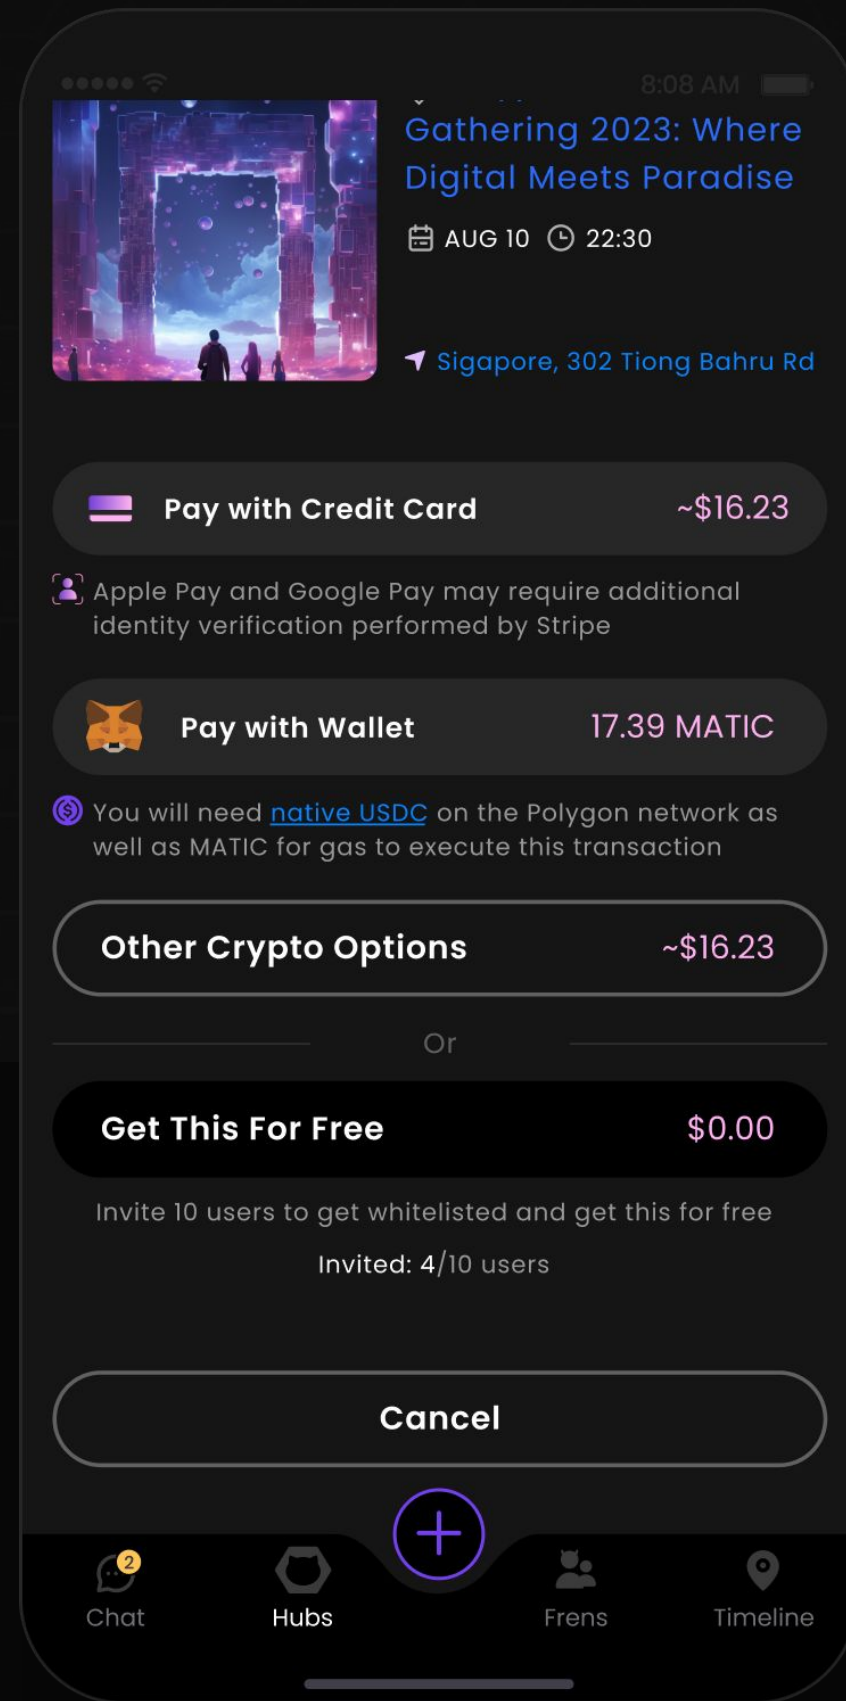 8:08 AM
Gathering 2023: Where
Digital Meets Paradise
AUG 10 22:30
Sigapore, 302 Tiong Bahru Rd
Pay with Credit Card ~$16.23
Apple Pay and Google Pay may require additional
identity verification performed by Stripe
Pay with Wallet 17.39 MATIC
You will need native USDC on the Polygon network as
well as MATIC for gas to execute this transaction
Other Crypto Options ~$16.23
Or
Get This For Free $0.00
Invite 10 users to get whitelisted and get this for free
Invited: 4/10 users
Cancel
2
Chat Hubs Frens Timeline